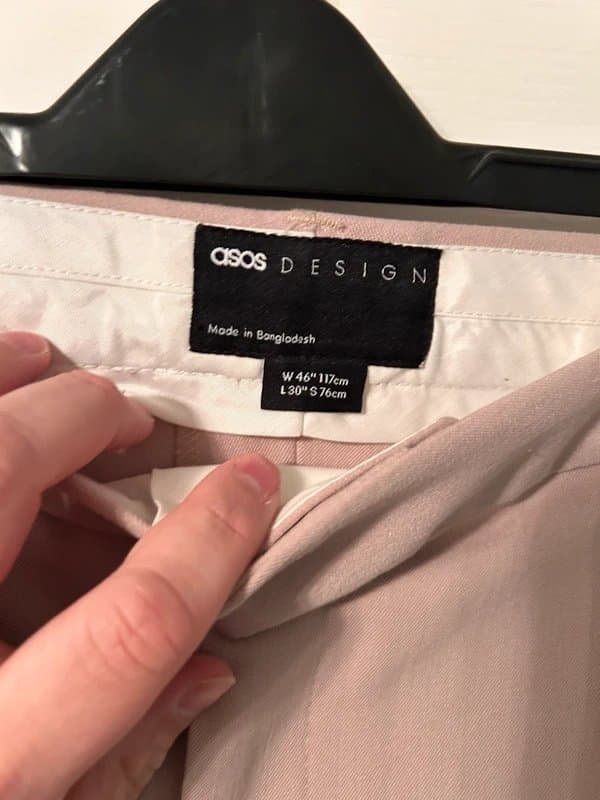 asos DESIGN
Made in Bangladesh
W 46" 117cm
L 30" S 76cm